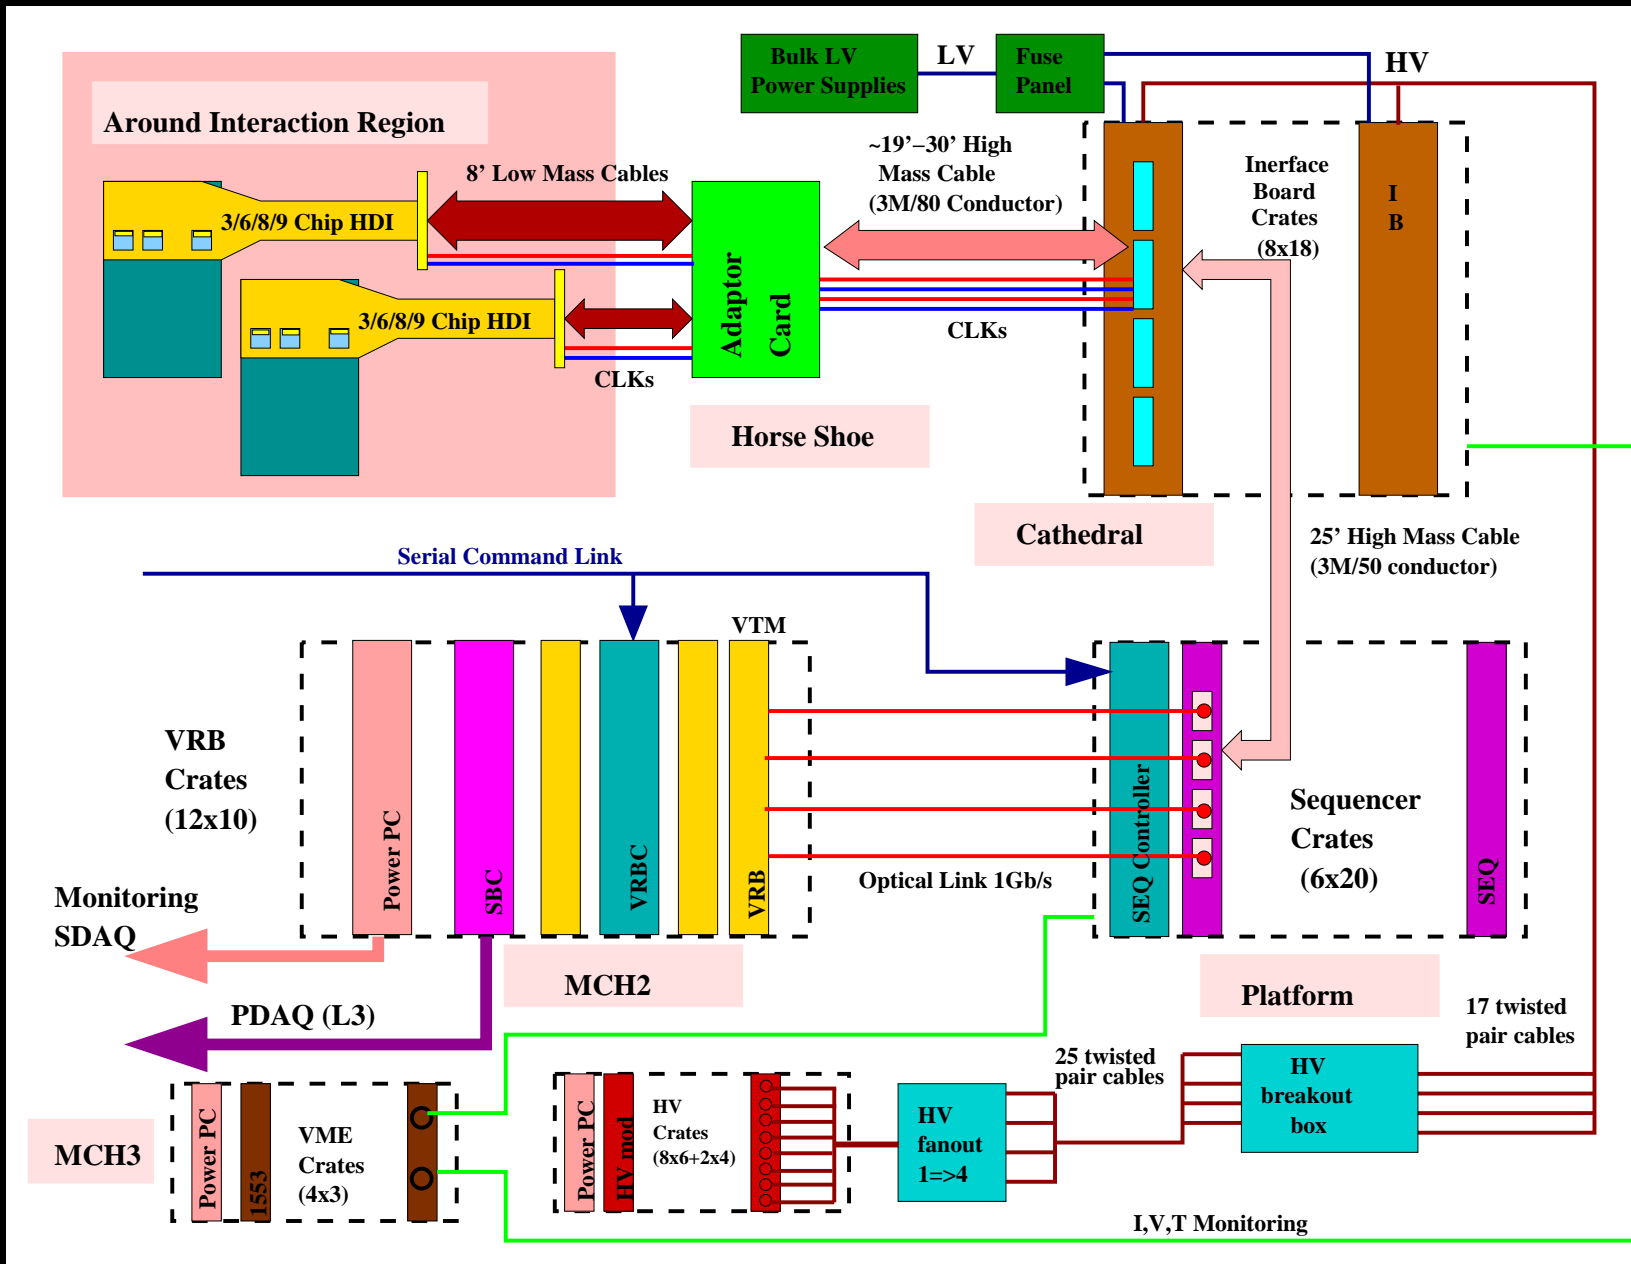 Bulk LV
Power Supplies
LV
Fuse
Panel
HV
Around Interaction Region
8’ Low Mass Cables
~19’−30’ High
Mass Cable
(3M/80 Conductor)
Inerface
Board
Crates
(8x18)
I
B
3/6/8/9 Chip HDI
3/6/8/9 Chip HDI
CLKs
Adaptor
Card
CLKs
Horse Shoe
Cathedral
25’ High Mass Cable
(3M/50 conductor)
Serial Command Link
VTM
VRB
Crates
(12x10)
Power PC
SBC
VRBC
VRB
Optical Link 1Gb/s
SEQ Controller
Sequencer
Crates
(6x20)
SEQ
Monitoring
SDAQ
MCH2
PDAQ (L3)
Platform
17 twisted
pair cables
25 twisted
pair cables
HV
breakout
box
MCH3
Power PC
1553
VME
Crates
(4x3)
Power PC
HV mod
HV
Crates
(8x6+2x4)
HV
fanout
1=>4
I,V,T Monitoring